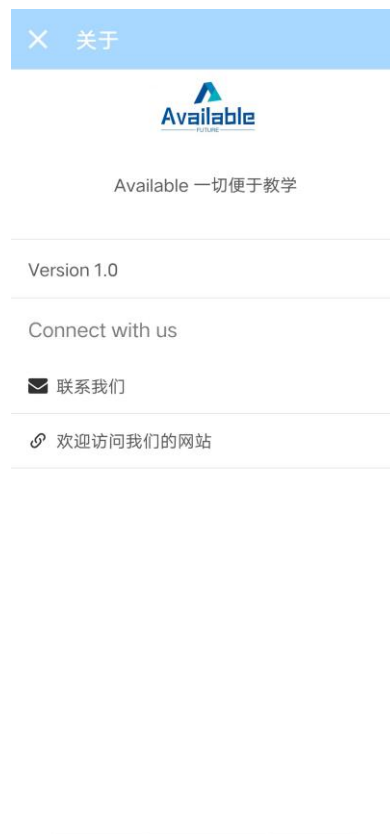 关于
Available
FUTURE
Available 一切便于教学
Version 1.0
Connect with us
联系我们
欢迎访问我们的网站